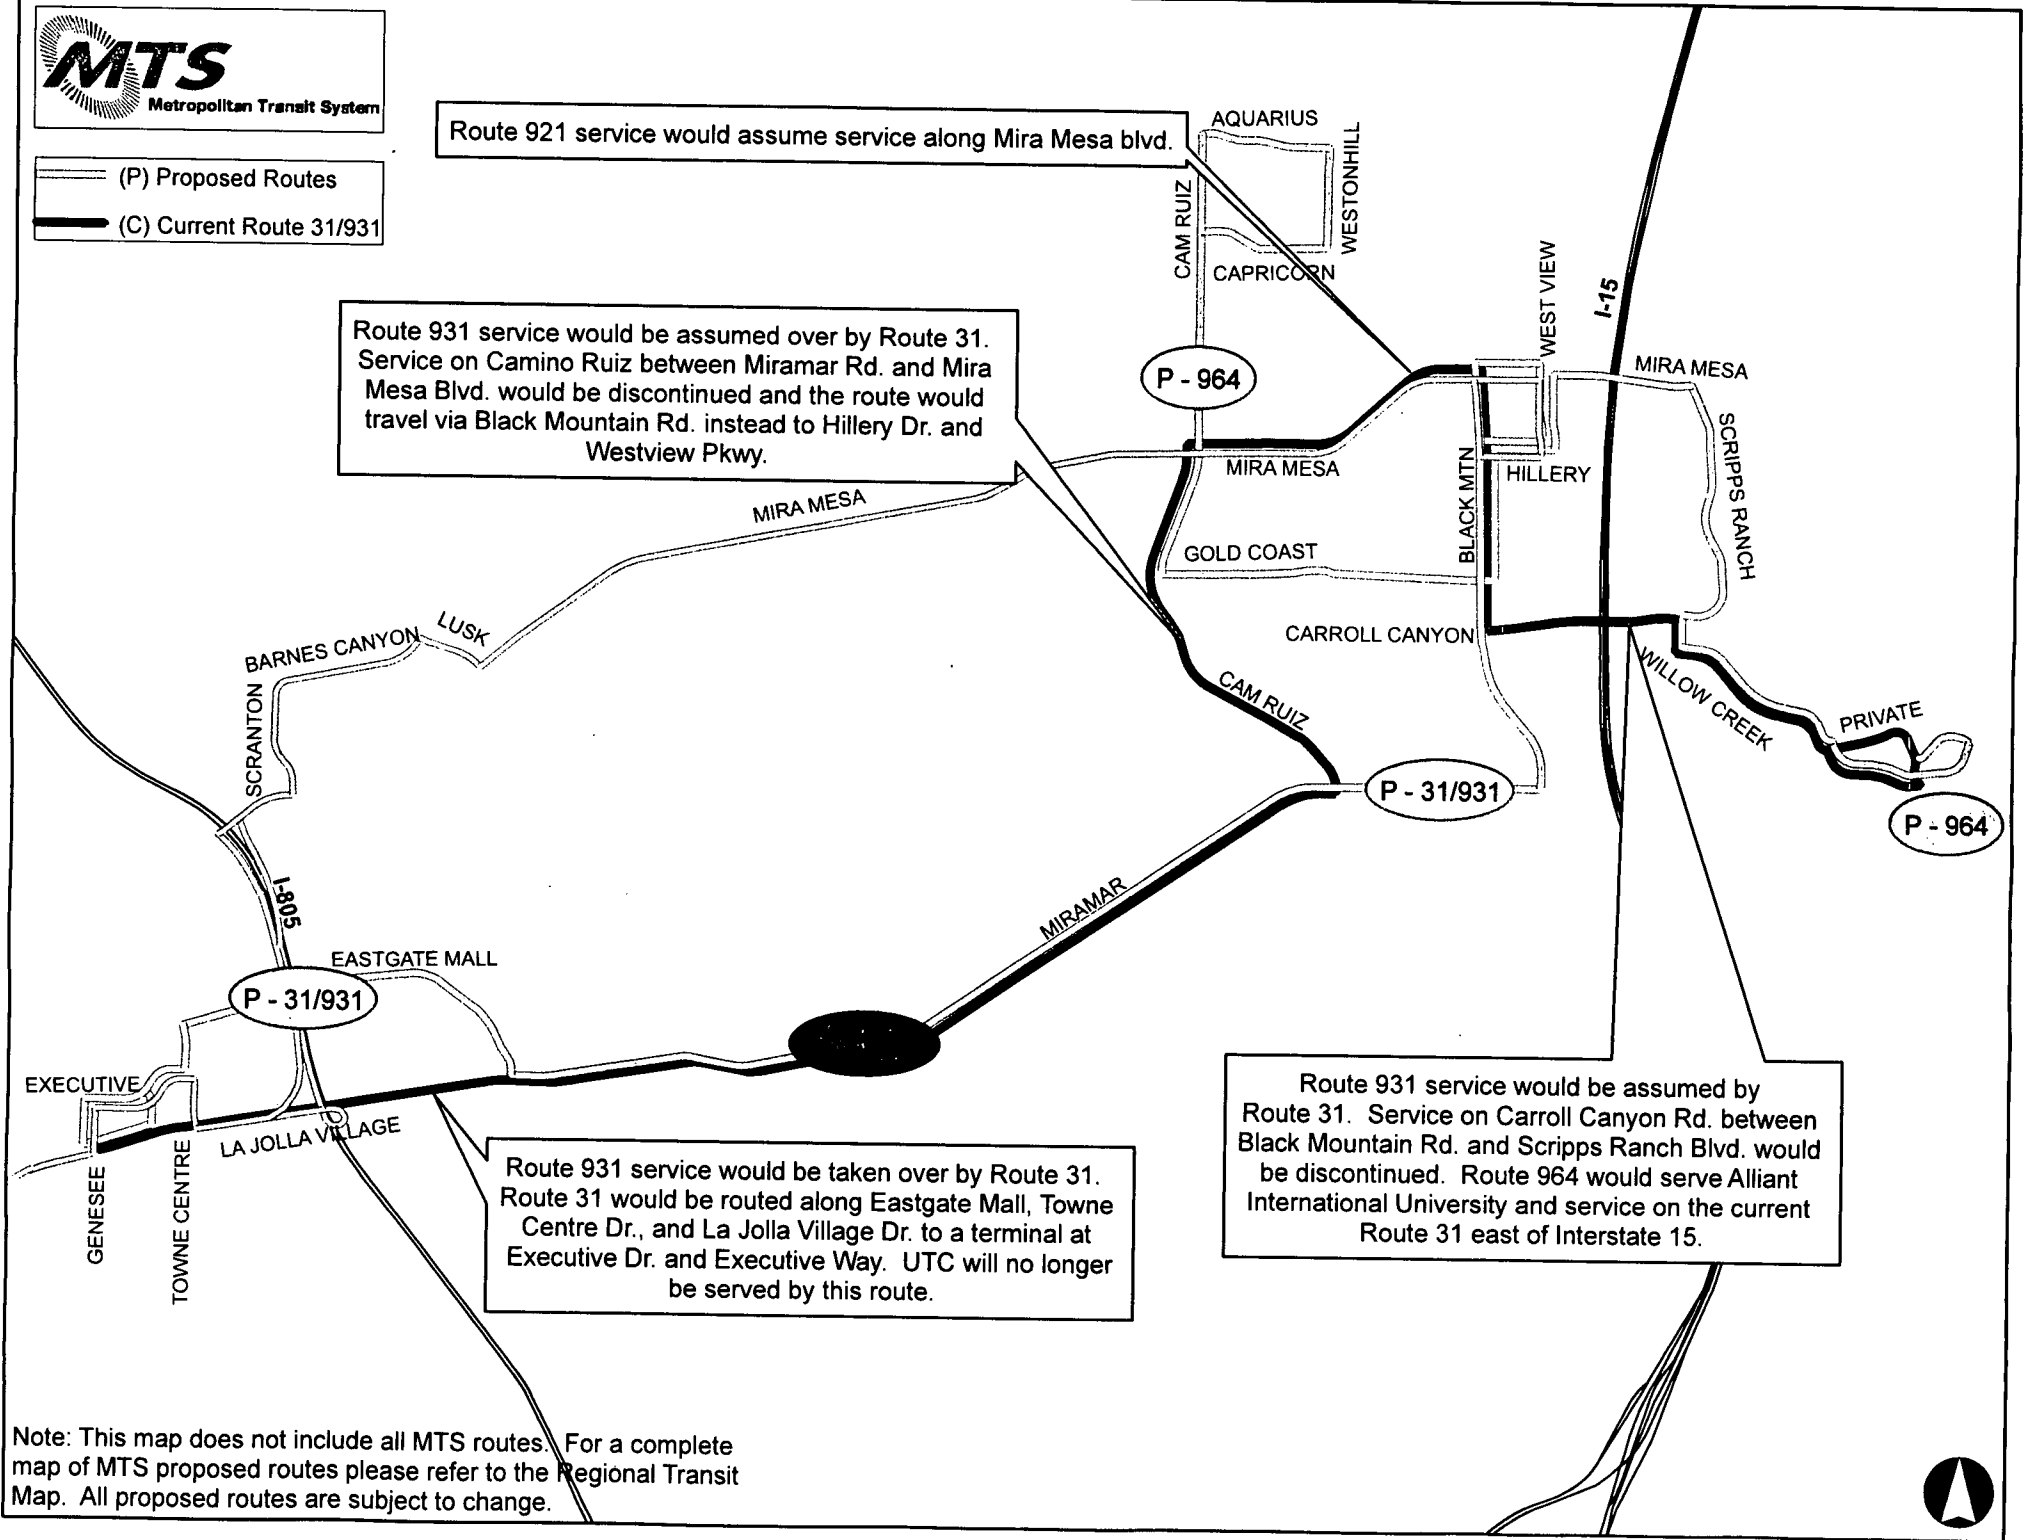 MTS
Metropolitan Transit System
(P) Proposed Routes
(C) Current Route 31/931
Route 921 service would assume service along Mira Mesa blvd.
AQUARIUS
WESTONHILL
CAM RUIZ
CAPRICORN
WEST VIEW
I-15
Route 931 service would be assumed over by Route 31.
Service on Camino Ruiz between Miramar Rd. and Mira
Mesa Blvd. would be discontinued and the route would
travel via Black Mountain Rd. instead to Hillery Dr. and
Westview Pkwy.
P - 964
MIRA MESA
SCRIPPS RANCH
MIRA MESA
HILLERY
BLACK MTN
MIRA MESA
GOLD COAST
LUSK
BARNES CANYON
CARROLL CANYON
SCRANTON
CAM RUIZ
WILLOW CREEK
PRIVATE
P - 31/931
P - 964
I-805
MIRAMAR
EASTGATE MALL
P - 31/931
EXECUTIVE
LA JOLLA VILLAGE
GENESEE
TOWNE CENTRE
Route 931 service would be taken over by Route 31.
Route 31 would be routed along Eastgate Mall, Towne
Centre Dr., and La Jolla Village Dr. to a terminal at
Executive Dr. and Executive Way.  UTC will no longer
be served by this route.
Route 931 service would be assumed by
Route 31.  Service on Carroll Canyon Rd. between
Black Mountain Rd. and Scripps Ranch Blvd. would
be discontinued.  Route 964 would serve Alliant
International University and service on the current
Route 31 east of Interstate 15.
Note: This map does not include all MTS routes.  For a complete
map of MTS proposed routes please refer to the Regional Transit
Map.  All proposed routes are subject to change.